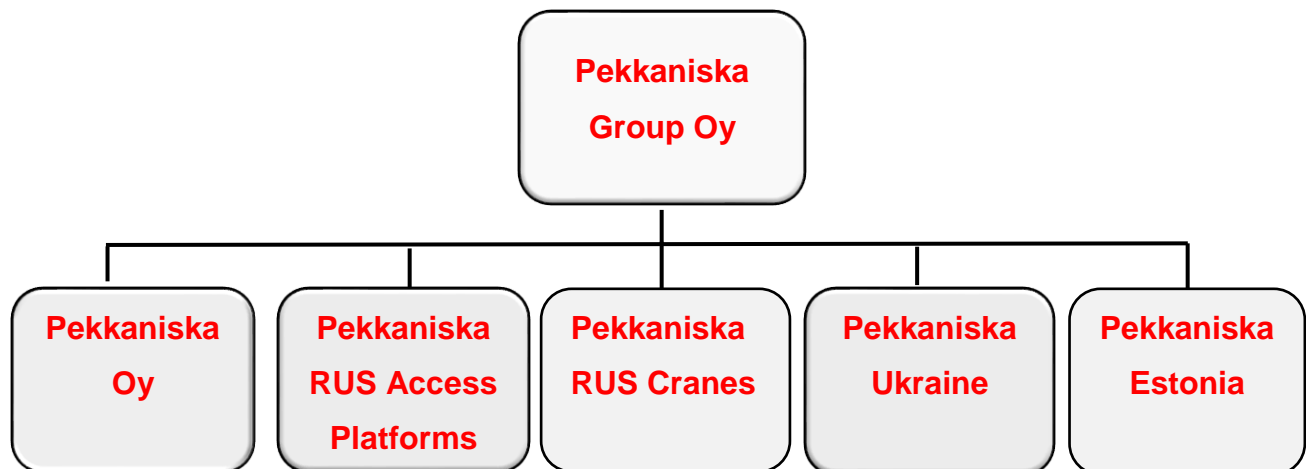 Pekkaniska
Group Oy
Pekkaniska
Oy
Pekkaniska
RUS Access
Platforms
Pekkaniska
RUS Cranes
Pekkaniska
Ukraine
Pekkaniska
Estonia